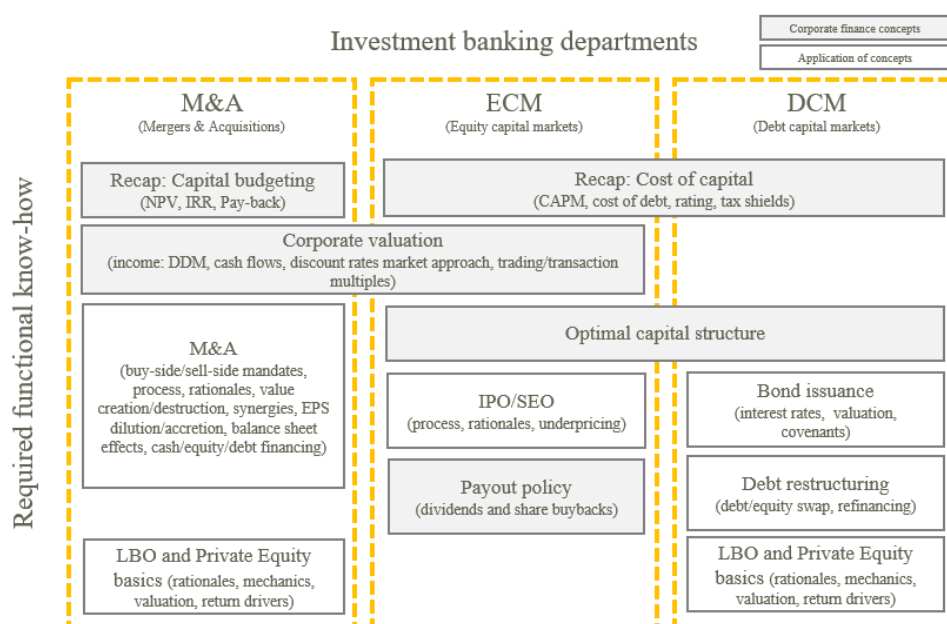 Corporate finance concepts
Application of concepts
Investment banking departments
Required functional know-how
M&A
(Mergers & Acquisitions)
ECM
(Equity capital markets)
DCM
(Debt capital markets)
Recap: Capital budgeting
(NPV, IRR, Pay-back)
Recap: Cost of capital
(CAPM, cost of debt, rating, tax shields)
Corporate valuation
(income: DDM, cash flows, discount rates market approach, trading/transaction
multiples)
Optimal capital structure
M&A
(buy-side/sell-side mandates,
process, rationales, value
creation/destruction, synergies, EPS
dilution/accretion, balance sheet
effects, cash/equity/debt financing)
IPO/SEO
(process, rationales, underpricing)
Bond issuance
(interest rates, valuation,
covenants)
Payout policy
(dividends and share buybacks)
Debt restructuring
(debt/equity swap, refinancing)
LBO and Private Equity
basics (rationales, mechanics,
valuation, return drivers)
LBO and Private Equity
basics (rationales, mechanics,
valuation, return drivers)